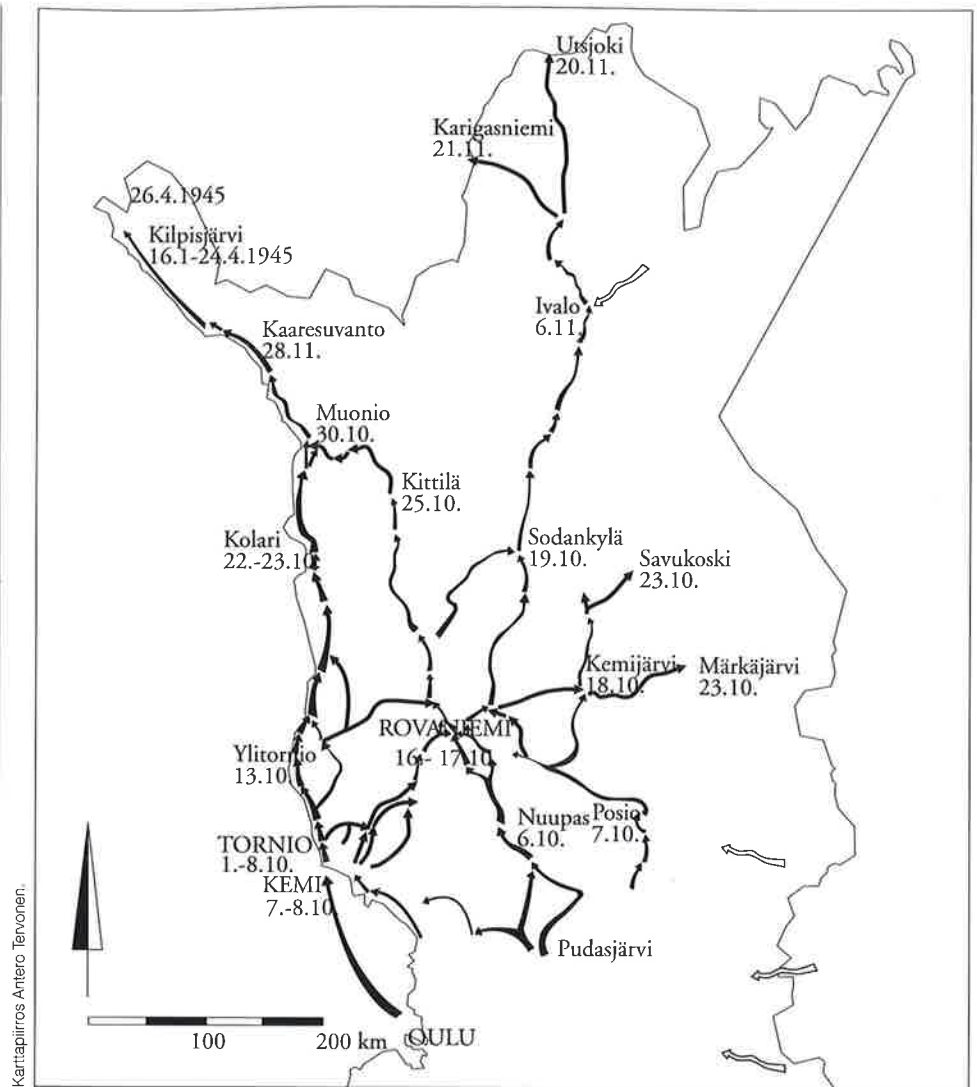 Utsjoki
20.11.
Karigasniemi
21.11.
26.4.1945
Kilpisjärvi
16.1-24.4.1945
Ivalo
6.11.
Kaaresuvanto
28.11.
Muonio
30.10.
Kittilä
25.10.
Kolari
22.-23.10
Sodankylä
19.10.
Savukoski
23.10.
Kemijärvi
18.10.
Märkäjärvi
23.10.
ROVANIEMI
16.- 17.10
Ylitornio
13.10.
Nuupas
6.10.
Posio
7.10.
TORNIO
1.-8.10.
KEMI
7.-8.10.
Pudasjärvi
OULU
100
200 km
Karttapiirros Antero Tervonen.